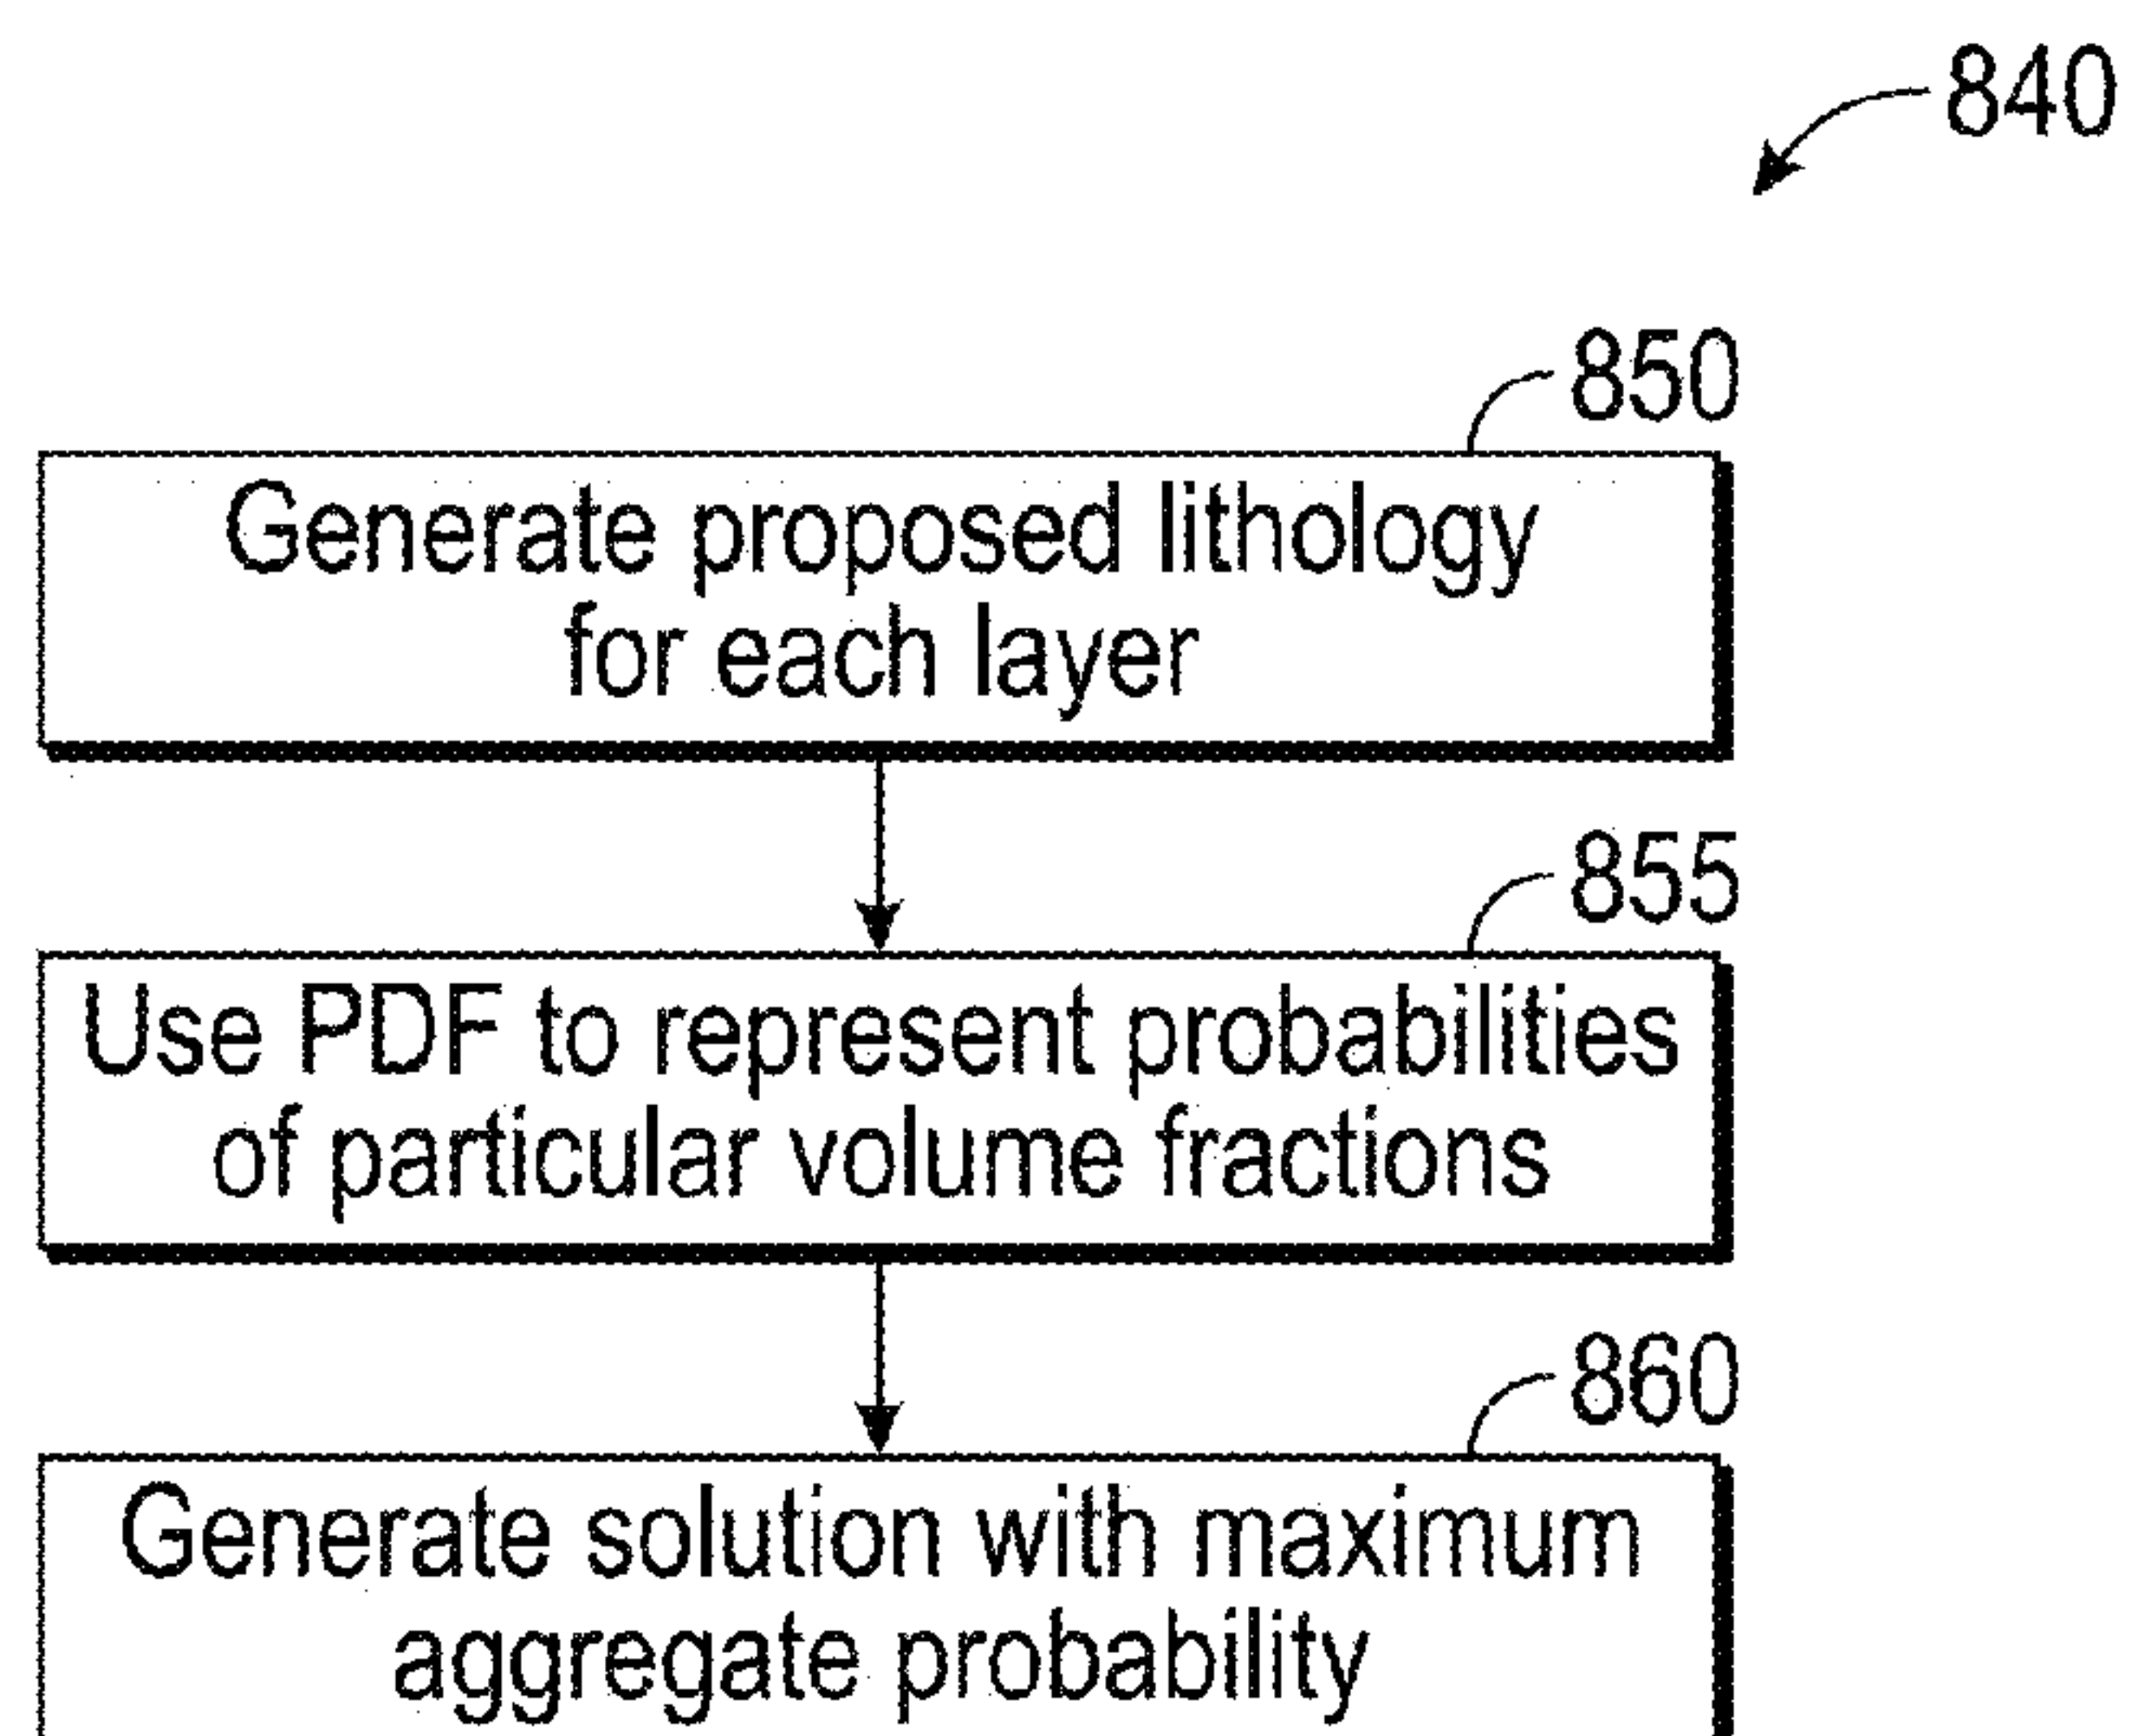 840
850
Generate proposed lithology
for each layer
855
Use PDF to represent probabilities
of particular volume fractions
860
Generate solution with maximum
aggregate probability